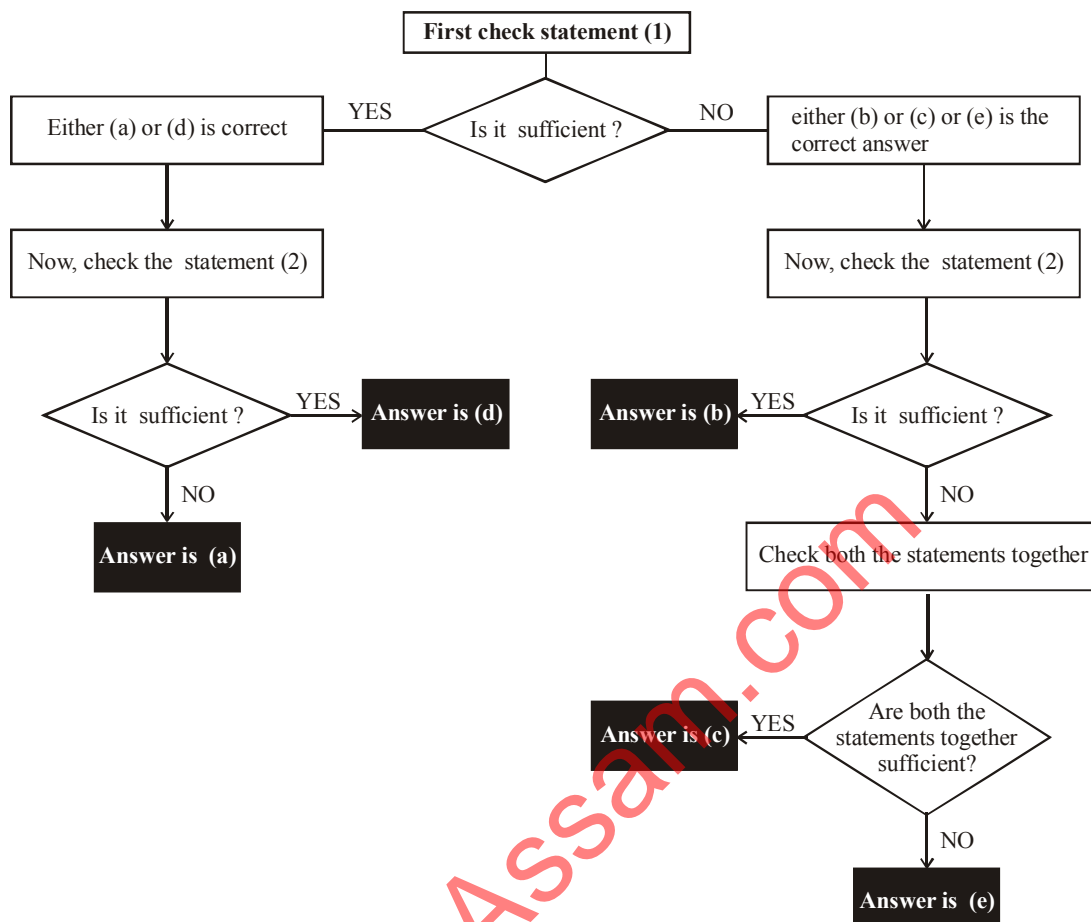 First check statement (1)
YES
NO
Either (a) or (d) is correct
Is it sufficient ?
either (b) or (c) or (e) is the
correct answer
Now, check the statement (2)
Now, check the statement (2)
Is it sufficient ?
YES
Answer is (d)
Answer is (b)
YES
Is it sufficient ?
NO
NO
Answer is (a)
Check both the statements together
Answer is (c)
YES
Are both the
statements together
sufficient?
NO
Answer is (e)
Assam.com